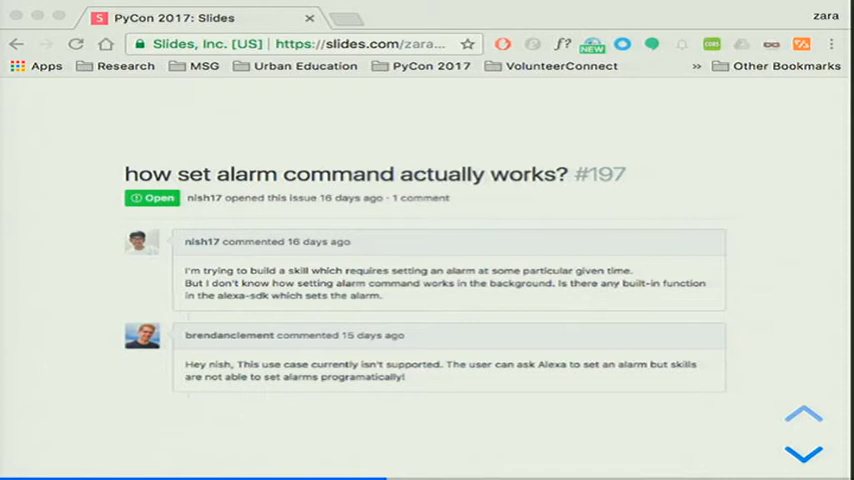 PyCon 2017: Slides
zara
Slides, Inc. [US] https://slides.com/zara...
f?
NEW
Apps Research MSG Urban Education PyCon 2017 VolunteerConnect » Other Bookmarks
how set alarm command actually works? #197
Open nish17 opened this issue 16 days ago · 1 comment
nish17 commented 16 days ago
I'm trying to build a skill which requires setting an alarm at some particular given time.
But I don't know how setting alarm command works in the background. Is there any built-in function
in the alexa-sdk which sets the alarm.
brendanclement commented 15 days ago
Hey nish, This use case currently isn't supported. The user can ask Alexa to set an alarm but skills
are not able to set alarms programatically!